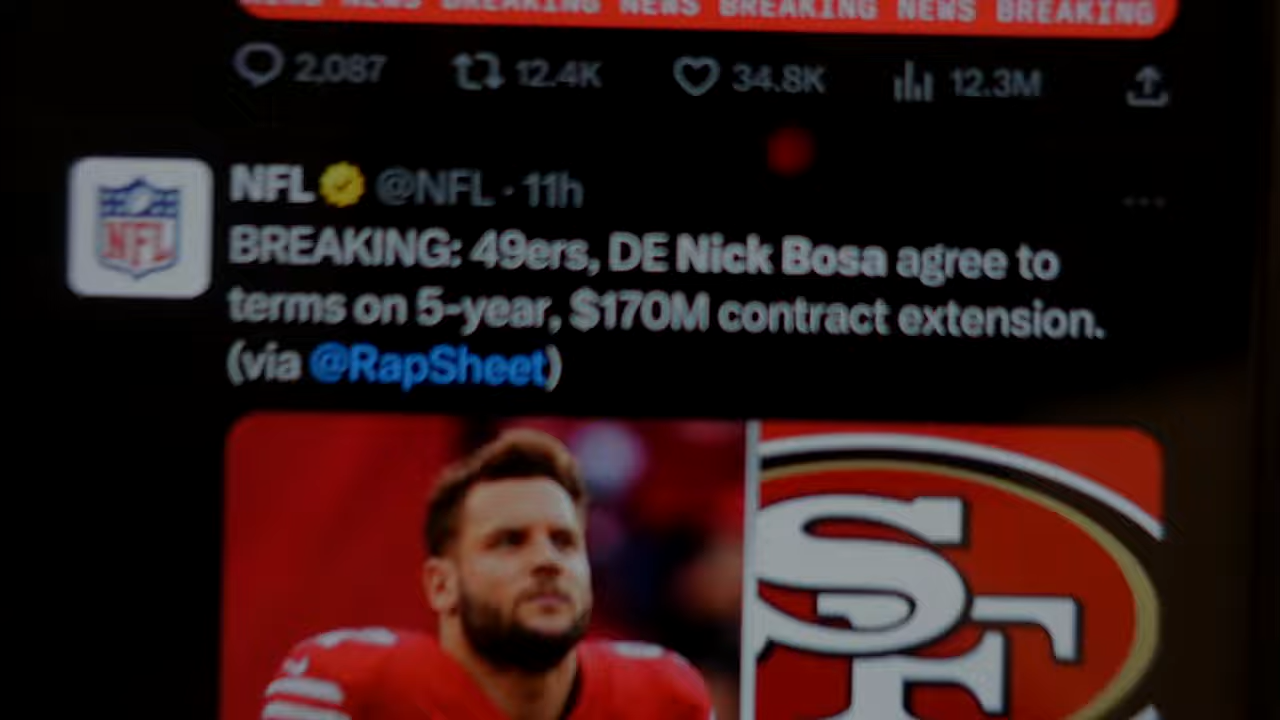 NEWS BREAKING NEWS BREAKING NEWS BREAKING
2,087 12.4K 34.8K 12.3M
NFL @NFL · 11h
NFL
BREAKING: 49ers, DE Nick Bosa agree to
terms on 5-year, $170M contract extension.
(via @RapSheet)
SF